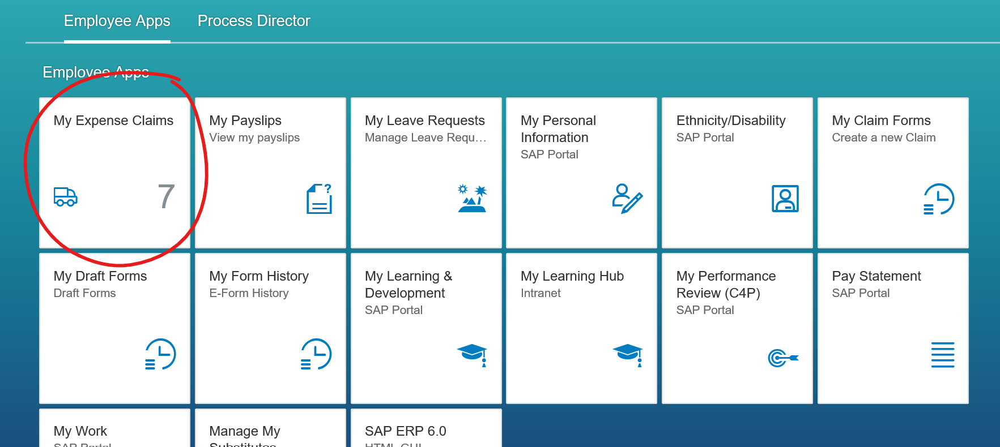 Employee Apps Process Director
Employee Apps
My Expense Claims
7
My Payslips
View my payslips
?
My Leave Requests
Manage Leave Requ...
My Personal
Information
SAP Portal
Ethnicity/Disability
SAP Portal
My Claim Forms
Create a new Claim
My Draft Forms
Draft Forms
My Form History
E-Form History
My Learning &
Development
SAP Portal
My Learning Hub
Intranet
My Performance
Review (C4P)
SAP Portal
Pay Statement
SAP Portal
My Work
SAP Portal
Manage My
Substitutes
SAP ERP 6.0
HTML GUI